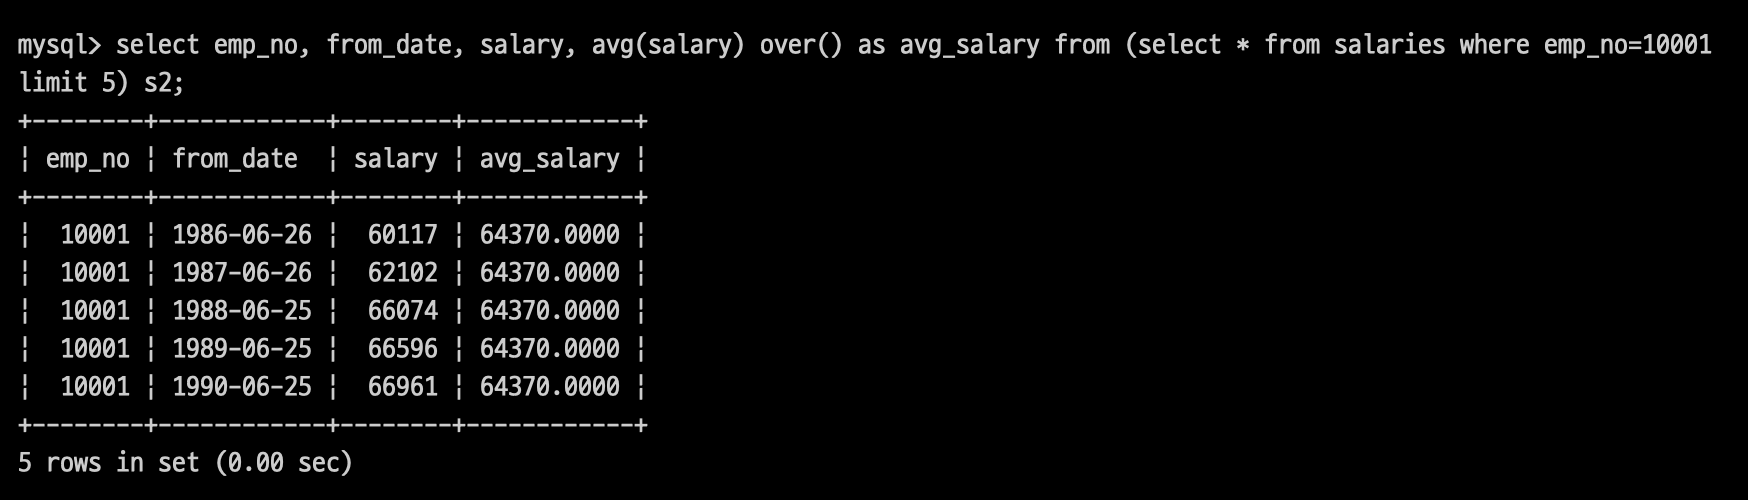 mysql> select emp_no, from_date, salary, avg(salary) over() as avg_salary from (select * from salaries where emp_no=10001
limit 5) s2;
+--------+------------+--------+------------+
| emp_no | from_date  | salary | avg_salary |
+--------+------------+--------+------------+
|  10001 | 1986-06-26 |  60117 | 64370.0000 |
|  10001 | 1987-06-26 |  62102 | 64370.0000 |
|  10001 | 1988-06-25 |  66074 | 64370.0000 |
|  10001 | 1989-06-25 |  66596 | 64370.0000 |
|  10001 | 1990-06-25 |  66961 | 64370.0000 |
+--------+------------+--------+------------+
5 rows in set (0.00 sec)